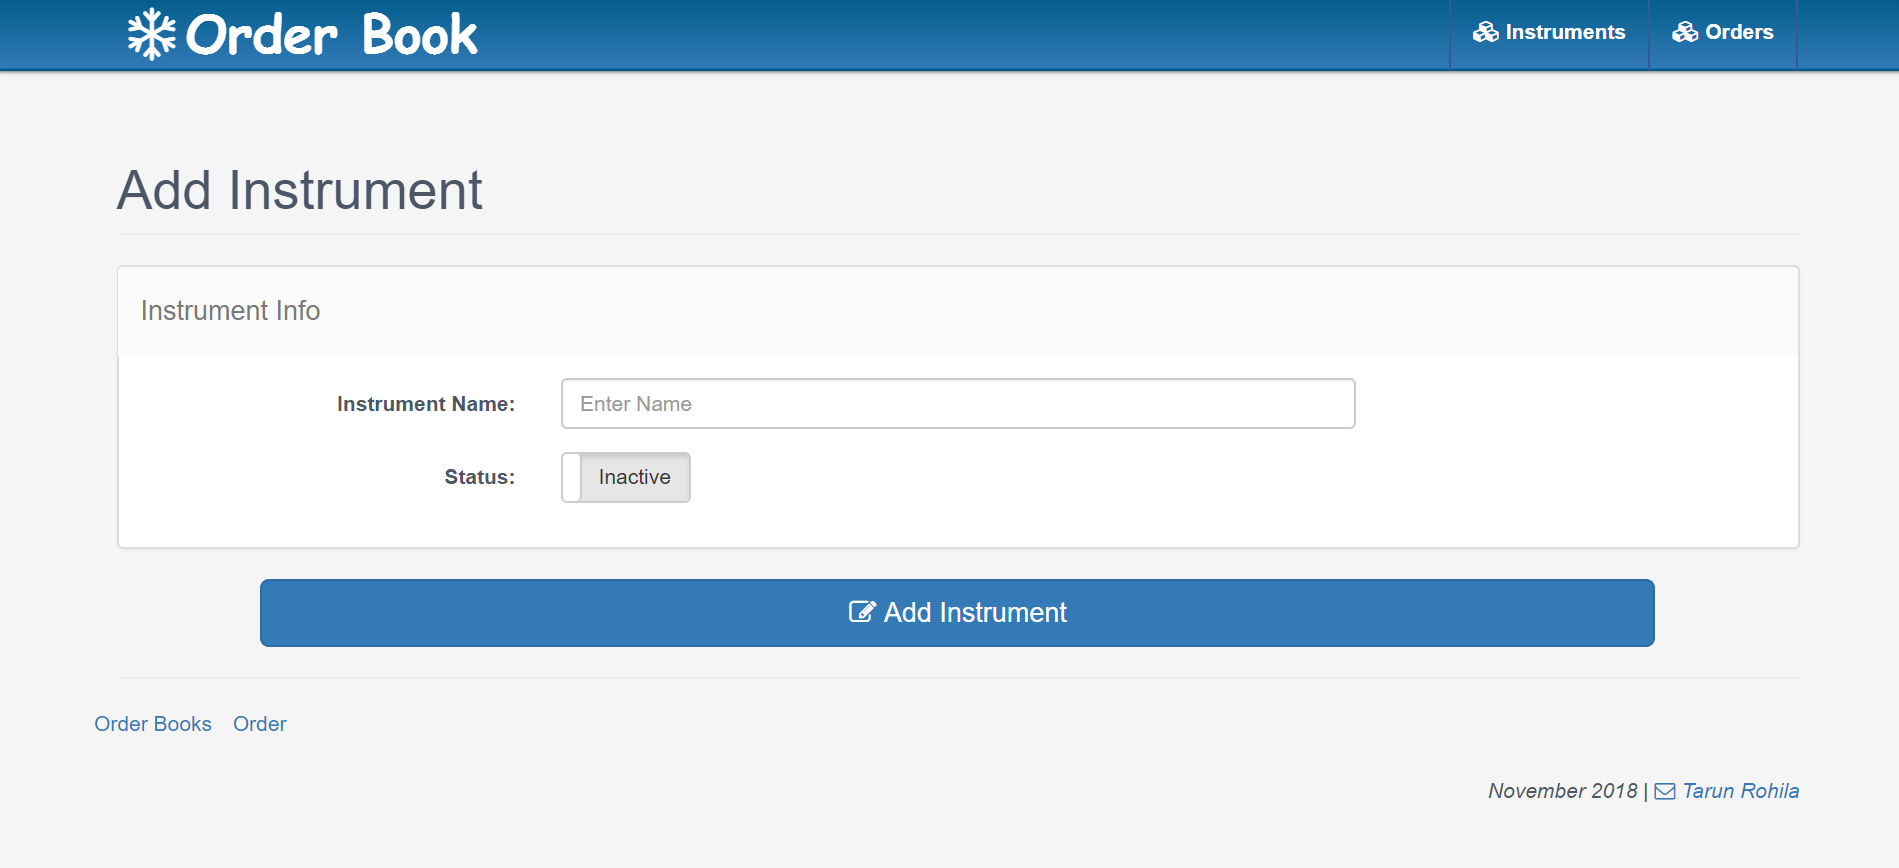 Order Book
Instruments
Orders
Add Instrument
Instrument Info
Instrument Name:
Enter Name
Status:
Inactive
Add Instrument
Order Books
Order
November 2018 | Tarun Rohila